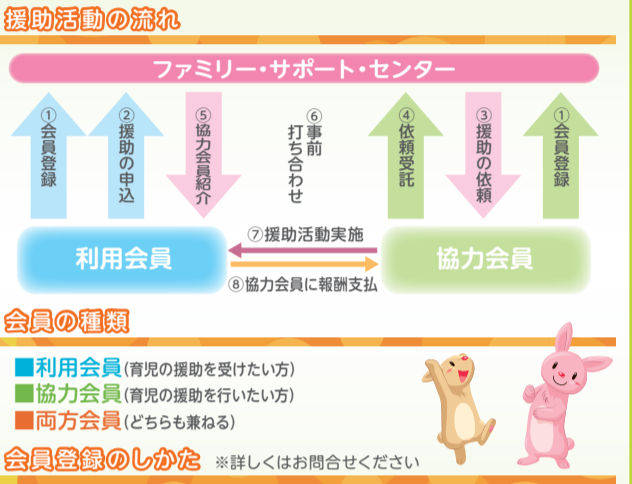 援助活動の流れ
ファミリー・サポート・センター
①会員登録
②援助の申込
⑤協力会員紹介
⑥事前
打ち合わせ
④依頼受託
③援助の依頼
①会員登録
⑦援助活動実施
利用会員
協力会員
⑧協力会員に報酬支払
会員の種類
■利用会員(育児の援助を受けたい方)
■協力会員(育児の援助を行いたい方)
■両方会員(どちらも兼ねる)
会員登録のしかた ※詳しくはお問合せください